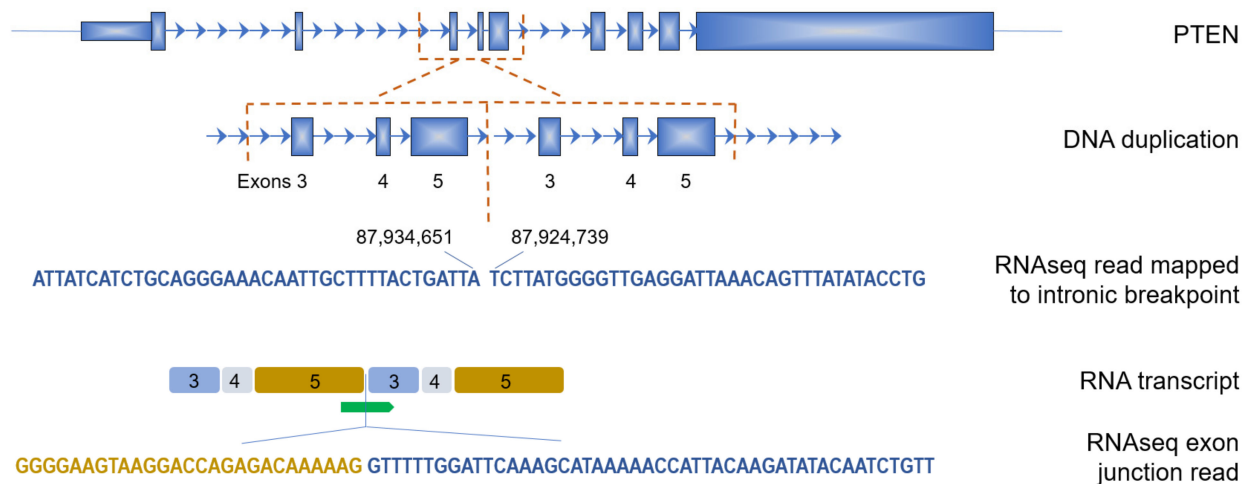 PTEN
DNA duplication
Exons 3 4 5 3 4 5
87,934,651 87,924,739
ATTATCATCTGCAGGGAAACAATTGCTTTTACTGATTA TCTTATGGGGTTGAGGATTAAACAGTTTATATACCTG
RNAseq read mapped
to intronic breakpoint
3 4 5 3 4 5
RNA transcript
GGGGAAGTAAGGACCAGAGACAAAAAG GTTTTTGGATTCAAAGCATAAAAACCATTACAAGATATACAATCTGTT
RNAseq exon
junction read